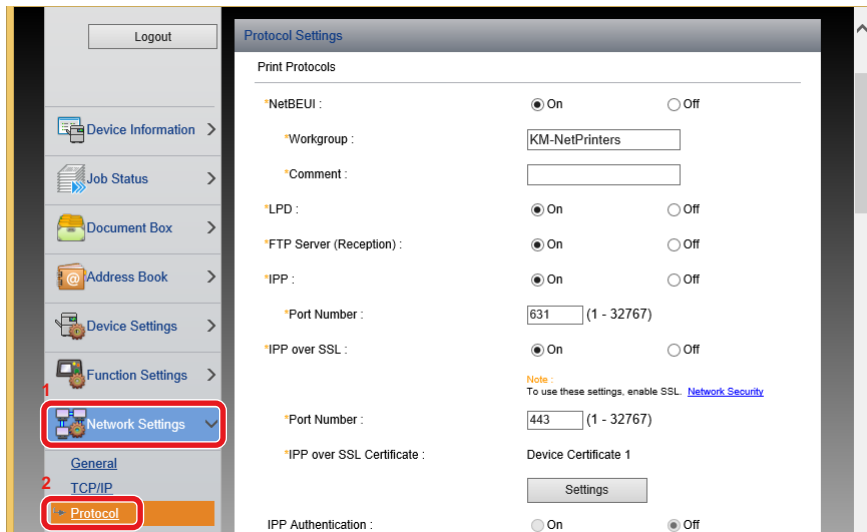 Logout
Device Information
Job Status
Document Box
Address Book
Device Settings
Function Settings
1
Network Settings
General
2 TCP/IP
Protocol
Protocol Settings
Print Protocols
*NetBEUI : On Off
*Workgroup : KM-NetPrinters
*Comment :
*LPD : On Off
*FTP Server (Reception) : On Off
*IPP : On Off
*Port Number : 631 (1 - 32767)
*IPP over SSL : On Off
Note :
To use these settings, enable SSL. Network Security
*Port Number : 443 (1 - 32767)
*IPP over SSL Certificate : Device Certificate 1
Settings
IPP Authentication : On Off